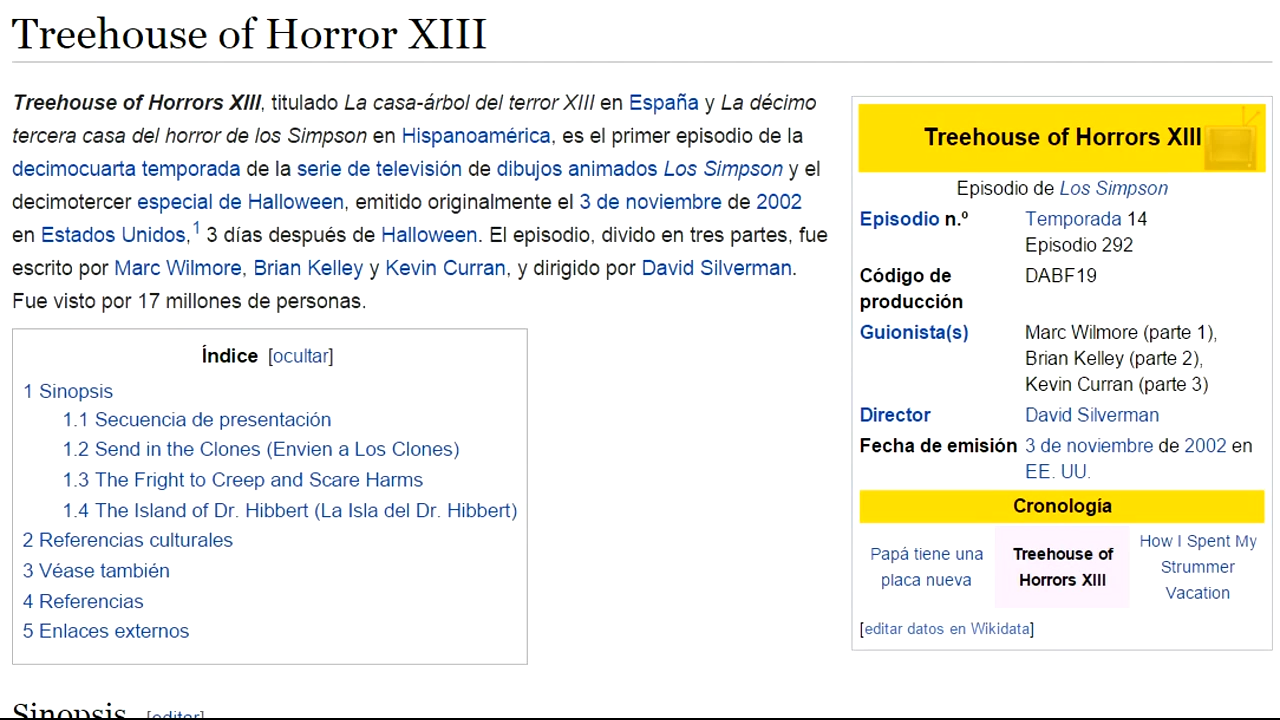 Treehouse of Horror XIII
Treehouse of Horrors XIII, titulado La casa-árbol del terror XIII en España y La décimo
tercera casa del horror de los Simpson en Hispanoamérica, es el primer episodio de la
decimocuarta temporada de la serie de televisión de dibujos animados Los Simpson y el
decimotercer especial de Halloween, emitido originalmente el 3 de noviembre de 2002
en Estados Unidos,1 3 días después de Halloween. El episodio, divido en tres partes, fue
escrito por Marc Wilmore, Brian Kelley y Kevin Curran, y dirigido por David Silverman.
Fue visto por 17 millones de personas.
Índice [ocultar]
1 Sinopsis
1.1 Secuencia de presentación
1.2 Send in the Clones (Envien a Los Clones)
1.3 The Fright to Creep and Scare Harms
1.4 The Island of Dr. Hibbert (La Isla del Dr. Hibbert)
2 Referencias culturales
3 Véase también
4 Referencias
5 Enlaces externos
Treehouse of Horrors XIII
Episodio de Los Simpson
Episodio n.º Temporada 14
Episodio 292
Código de DABF19
producción
Guionista(s) Marc Wilmore (parte 1),
Brian Kelley (parte 2),
Kevin Curran (parte 3)
Director David Silverman
Fecha de emisión 3 de noviembre de 2002 en
EE. UU.
Cronología
Papá tiene una
placa nueva
Treehouse of
Horrors XIII
How I Spent My
Strummer
Vacation
[editar datos en Wikidata]
Sinopsis [editar]